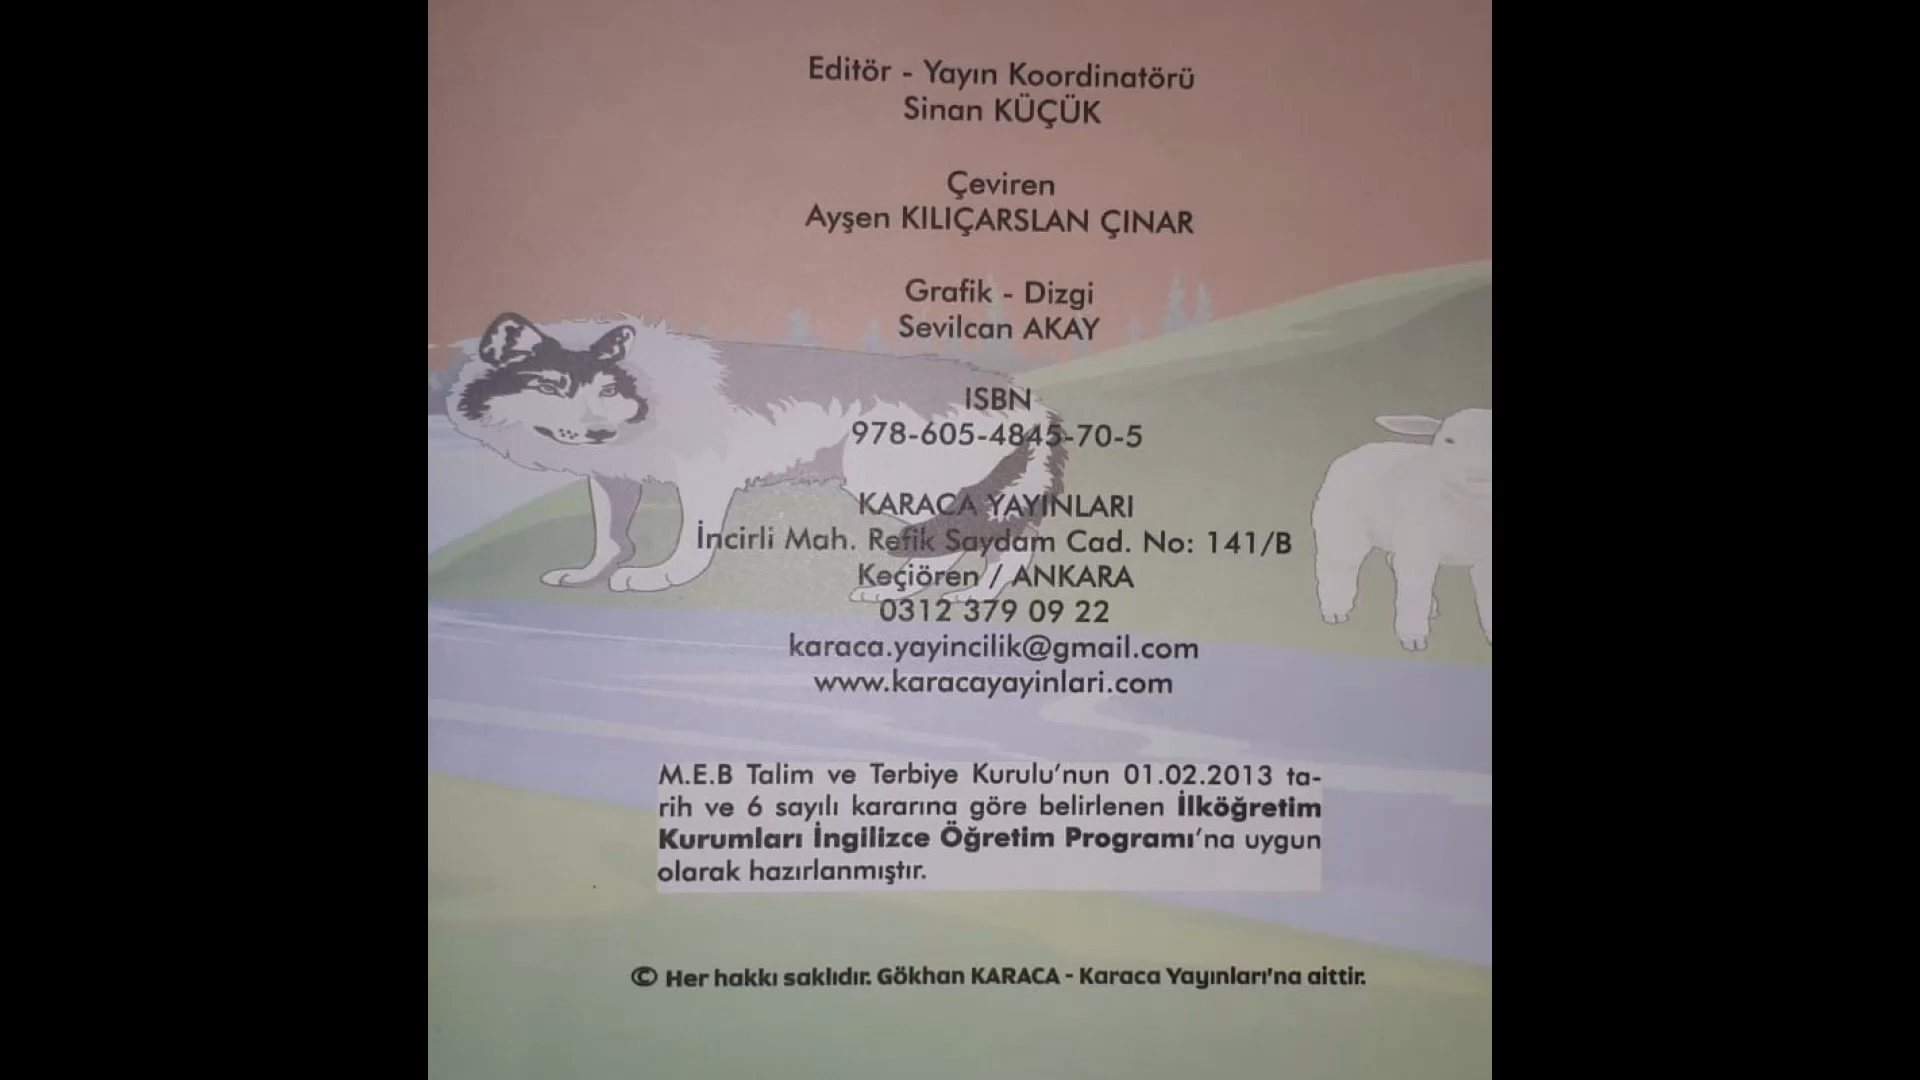 Editör - Yayın Koordinatörü
Sinan KÜÇÜK
Çeviren
Ayşen KILIÇARSLAN ÇINAR
Grafik - Dizgi
Sevilcan AKAY
ISBN
978-605-4845-70-5
KARACA YAYINLARI
İncirli Mah. Refik Saydam Cad. No: 141/B
Keçiören / ANKARA
0312 379 09 22
karaca.yayincilik@gmail.com
www.karacayayinlari.com
M.E.B Talim ve Terbiye Kurulu'nun 01.02.2013 ta-
rih ve 6 sayılı kararına göre belirlenen İlköğretim
Kurumları İngilizce Öğretim Programı'na uygun
olarak hazırlanmıştır.
© Her hakkı saklıdır. Gökhan KARACA - Karaca Yayınları'na aittir.